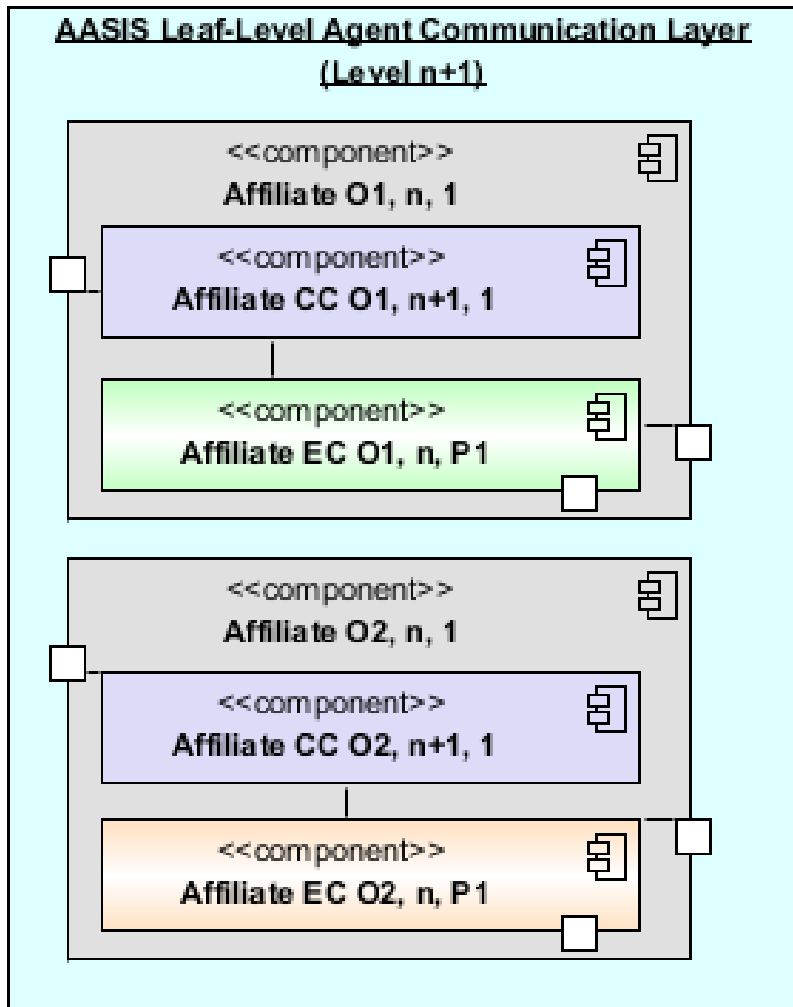 AASIS Leaf-Level Agent Communication Layer
(Level n+1)
<<component>>
Affiliate O1, n, 1
<<component>>
Affiliate CC O1, n+1, 1
<<component>>
Affiliate EC O1, n, P1
<<component>>
Affiliate O2, n, 1
<<component>>
Affiliate CC O2, n+1, 1
<<component>>
Affiliate EC O2, n, P1